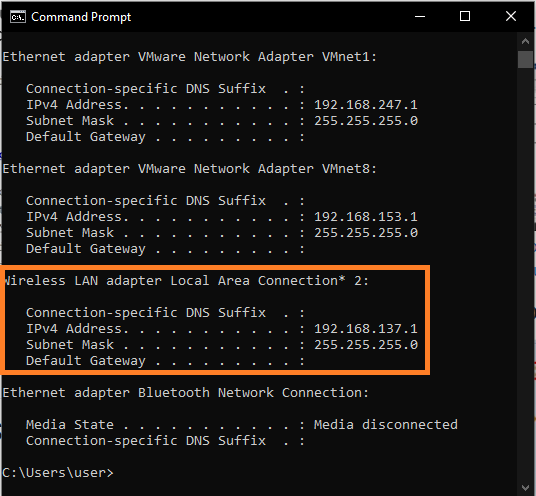 Command Prompt
Ethernet adapter VMware Network Adapter VMnet1:
Connection-specific DNS Suffix  . :
IPv4 Address. . . . . . . . . . . : 192.168.247.1
Subnet Mask . . . . . . . . . . . : 255.255.255.0
Default Gateway . . . . . . . . . :
Ethernet adapter VMware Network Adapter VMnet8:
Connection-specific DNS Suffix  . :
IPv4 Address. . . . . . . . . . . : 192.168.153.1
Subnet Mask . . . . . . . . . . . : 255.255.255.0
Default Gateway . . . . . . . . . :
Wireless LAN adapter Local Area Connection* 2:
Connection-specific DNS Suffix  . :
IPv4 Address. . . . . . . . . . . : 192.168.137.1
Subnet Mask . . . . . . . . . . . : 255.255.255.0
Default Gateway . . . . . . . . . :
Ethernet adapter Bluetooth Network Connection:
Media State . . . . . . . . . . . : Media disconnected
Connection-specific DNS Suffix  . :
C:\Users\user>